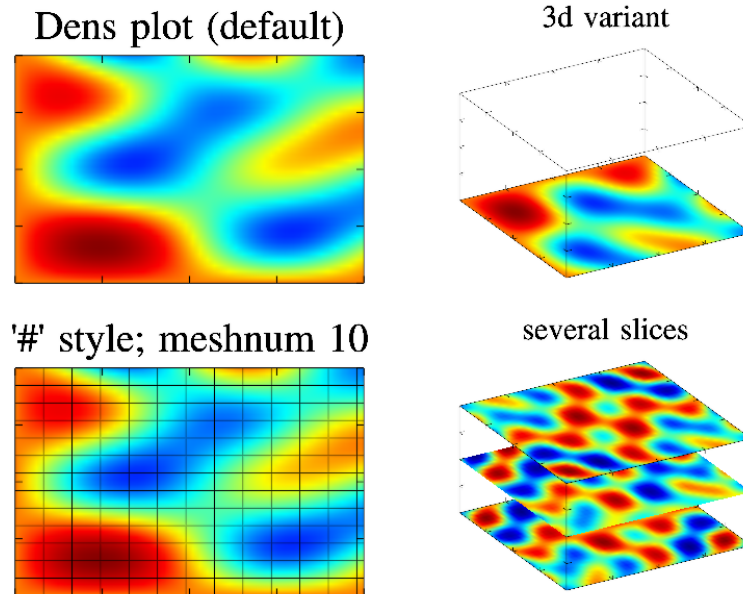 Dens plot (default)
3d variant
'#' style; meshnum 10
several slices